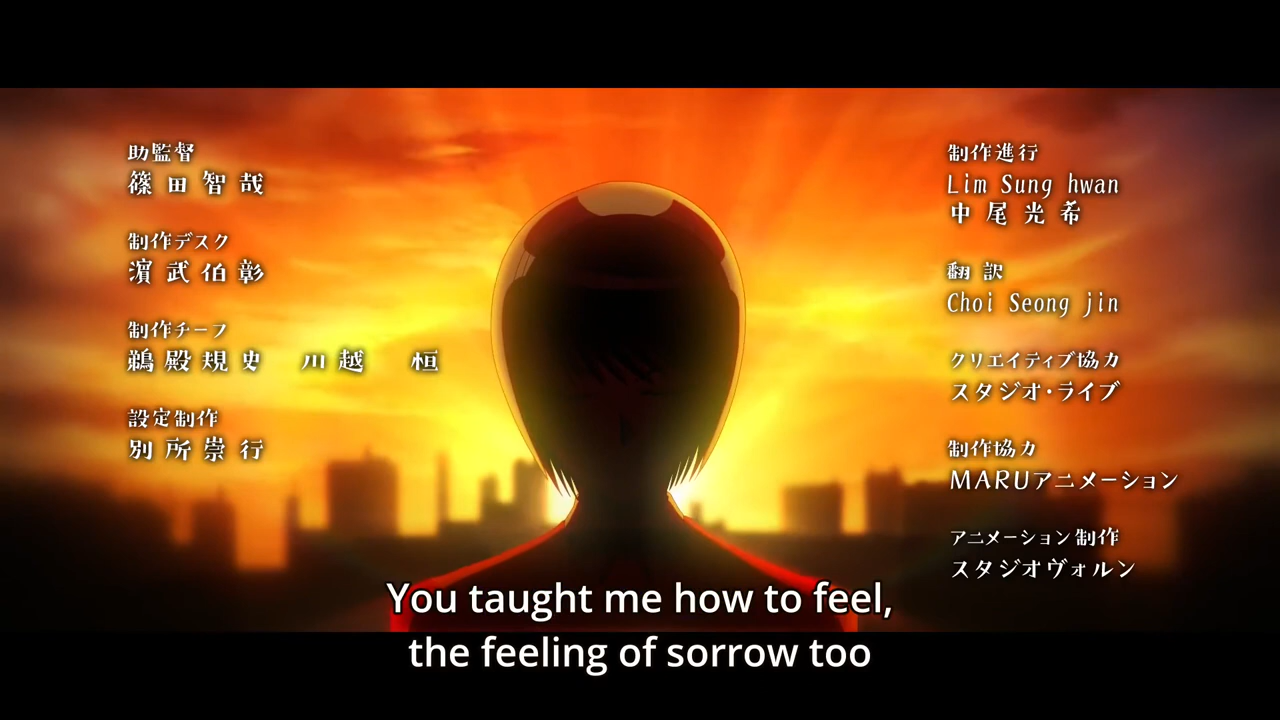 助監督
篠田智哉
制作デスク
濵武伯彰
制作チーフ
鵜殿規史 川越 恒
設定制作
別所崇行
制作進行
Lim Sung hwan
中尾光希
翻訳
Choi Seong jin
クリエイティブ協力
スタジオ・ライブ
制作協力
MARUアニメーション
アニメーション制作
スタジオヴォルン
You taught me how to feel,
the feeling of sorrow too